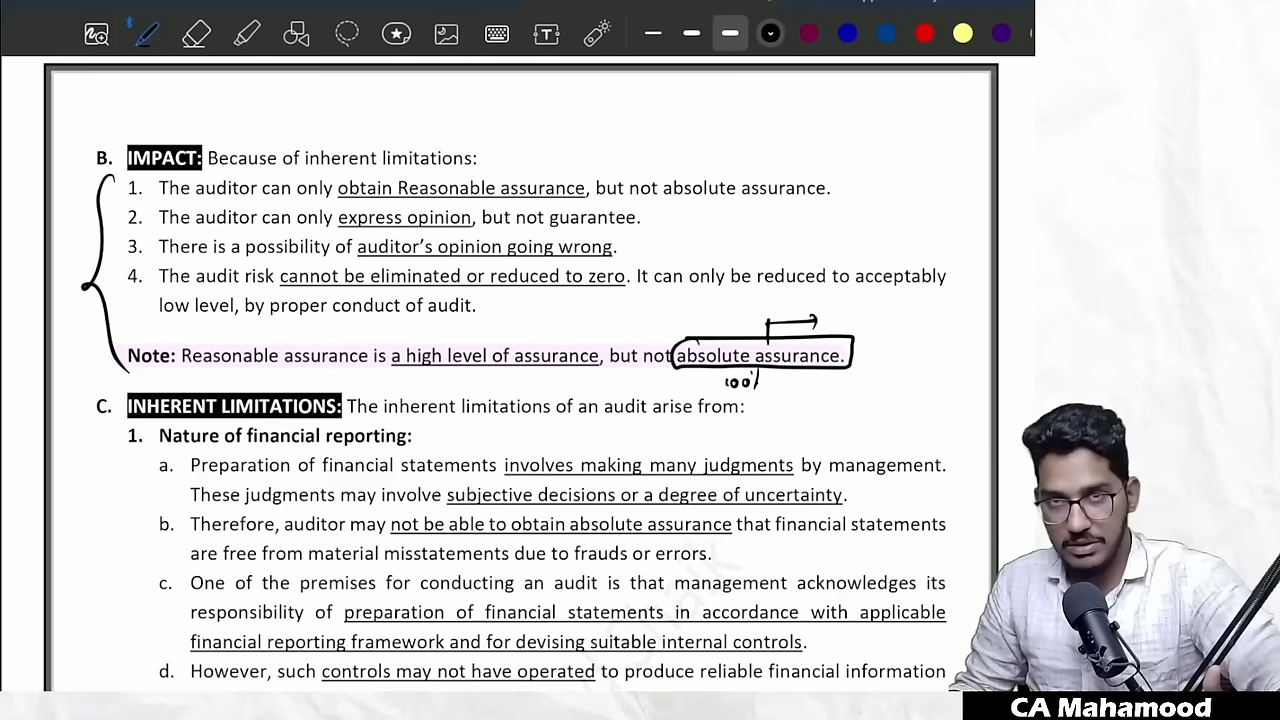 B. IMPACT: Because of inherent limitations:
1. The auditor can only obtain Reasonable assurance, but not absolute assurance.
2. The auditor can only express opinion, but not guarantee.
3. There is a possibility of auditor’s opinion going wrong.
4. The audit risk cannot be eliminated or reduced to zero. It can only be reduced to acceptably
low level, by proper conduct of audit.
Note: Reasonable assurance is a high level of assurance, but not absolute assurance.
100%
C. INHERENT LIMITATIONS: The inherent limitations of an audit arise from:
1. Nature of financial reporting:
a. Preparation of financial statements involves making many judgments by management.
These judgments may involve subjective decisions or a degree of uncertainty.
b. Therefore, auditor may not be able to obtain absolute assurance that financial statements
are free from material misstatements due to frauds or errors.
c. One of the premises for conducting an audit is that management acknowledges its
responsibility of preparation of financial statements in accordance with applicable
financial reporting framework and for devising suitable internal controls.
d. However, such controls may not have operated to produce reliable financial information
CA Mahamood